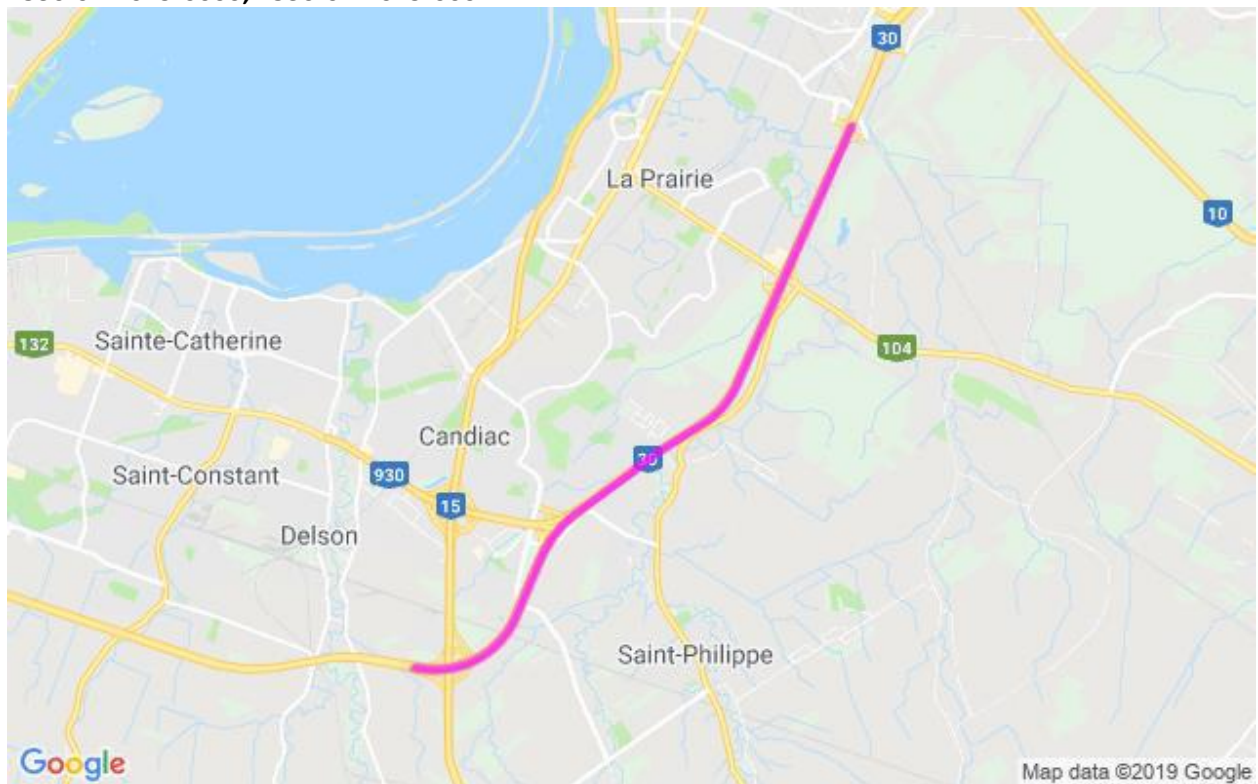 30
La Prairie
10
132
Sainte-Catherine
104
Candiac
30
Saint-Constant
930
15
Delson
Saint-Philippe
Google
Map data ©2019 Google